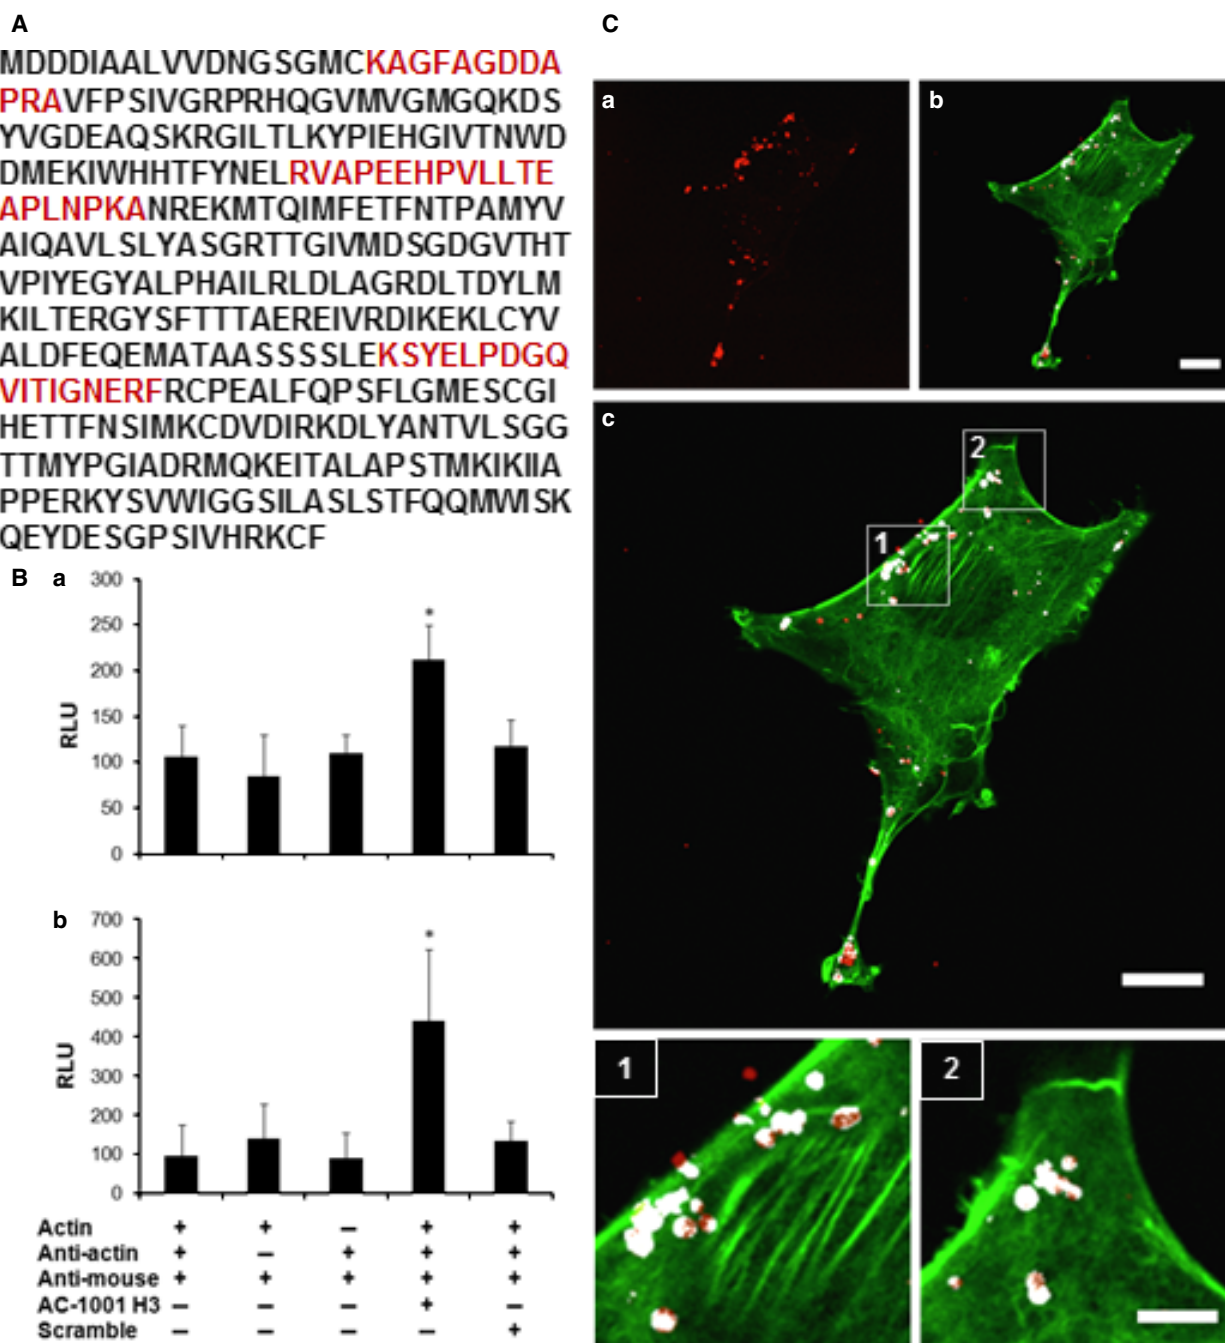 A
MDDDIAALVVDNGSGMCKAGFAGDDA
PRAVFPSIVGRPRHQGVMVGMGQKDS
YVGDEAQSKRGILTLKYPIEHGIVTNWD
DMEKIWHHTFYNELRVAPEEHPVLLTE
APLNPKANREKMTQIMFETFNTPAMYV
AIQAVLSLYASGRTTGIVMDSGDGVTHT
VPIYEGYALPHAILRLDLAGRDLTDYLM
KILTERGYSFTTTAEREIVRDIKEKLCYV
ALDFEQEMATAASSSSLEKSYELPDGQ
VITIGNERFRCPEALFQPSFLGMESCGI
HETTFNSIMKCDVDIRKDLYANTVLSGG
TTMYPGIADRMQKEITALAPSTMKIKIIA
PPERKYSVWIGGSILASLSTFQQMWISK
QEYDESGPSIVHRKCF
B a
300
250
200
150
100
50
0
RLU
*
b
700
600
500
400
300
200
100
0
RLU
*
Actin + + – + +
Anti-actin + – + + +
Anti-mouse + + + + +
AC-1001 H3 – – – + –
Scramble – – – – +
C
a
b
c
2
1
1
2